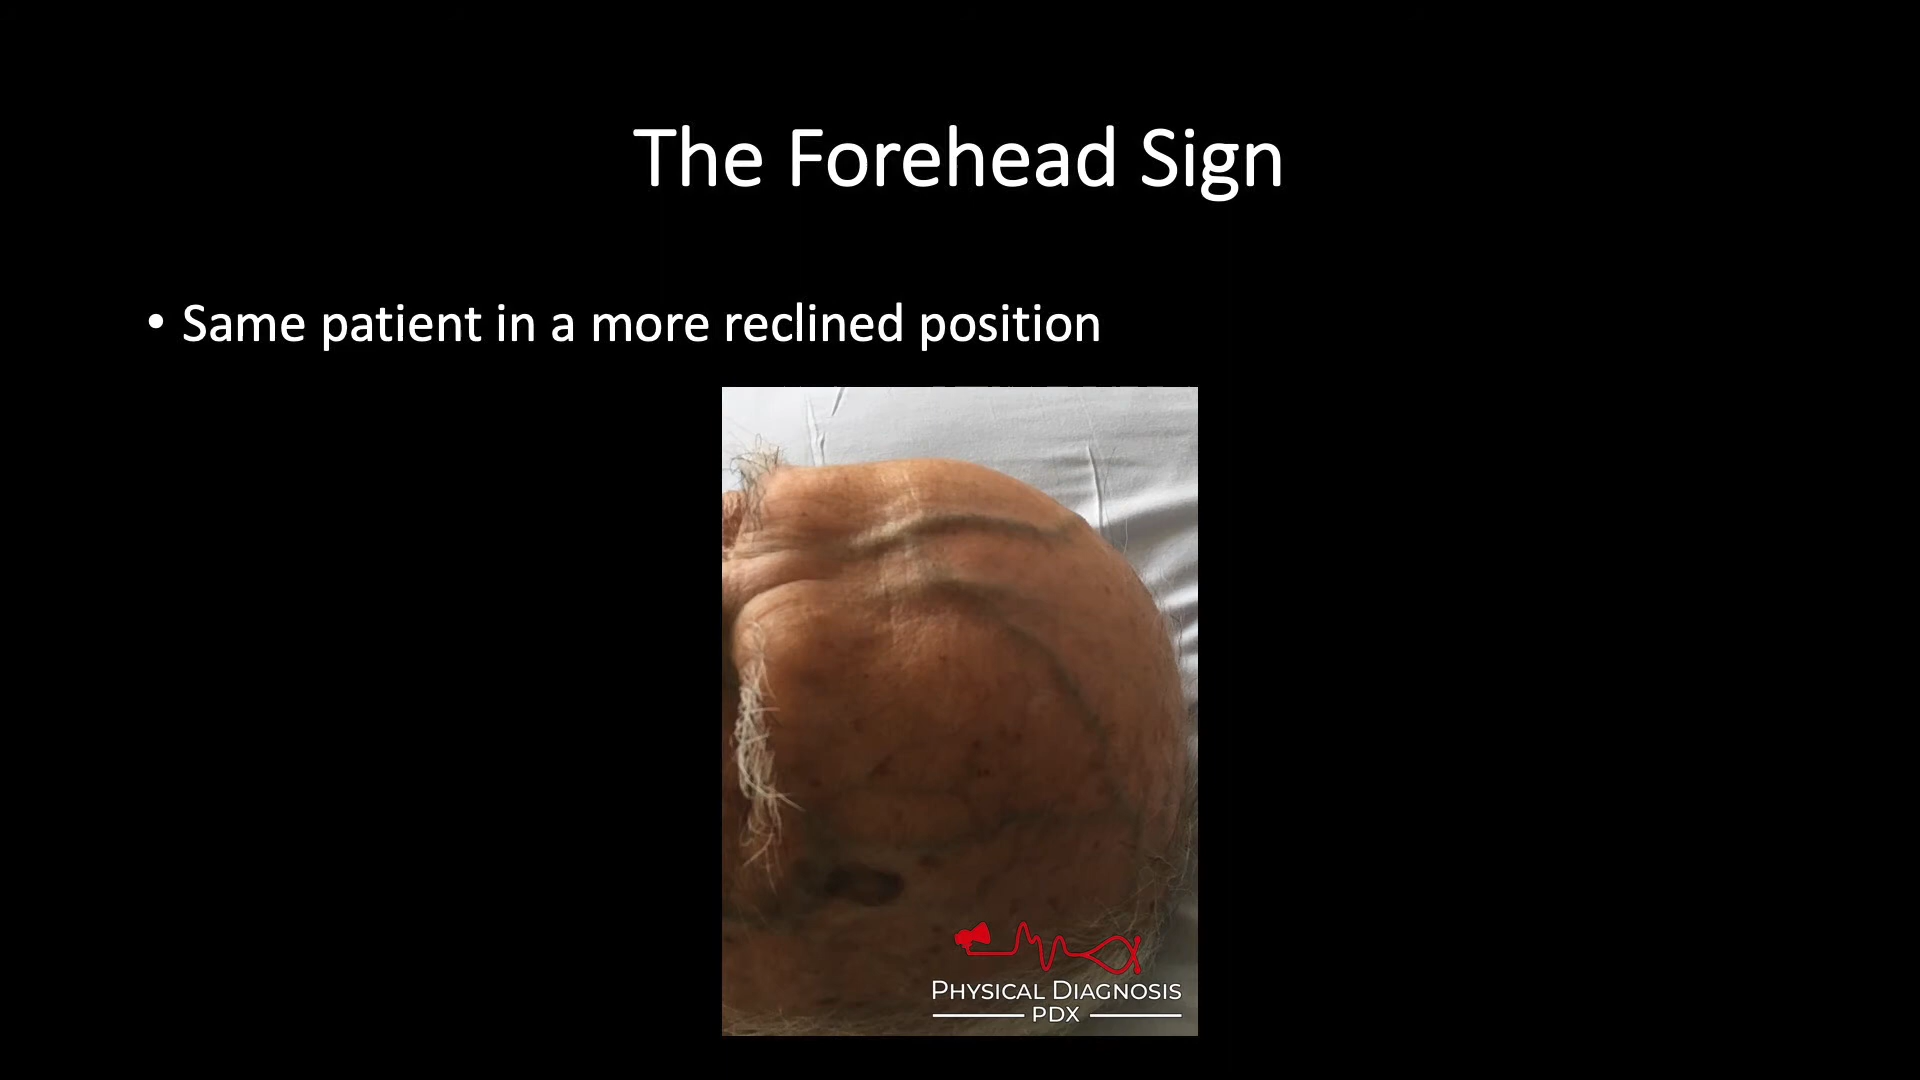 The Forehead Sign
• Same patient in a more reclined position
PHYSICAL DIAGNOSIS
PDX